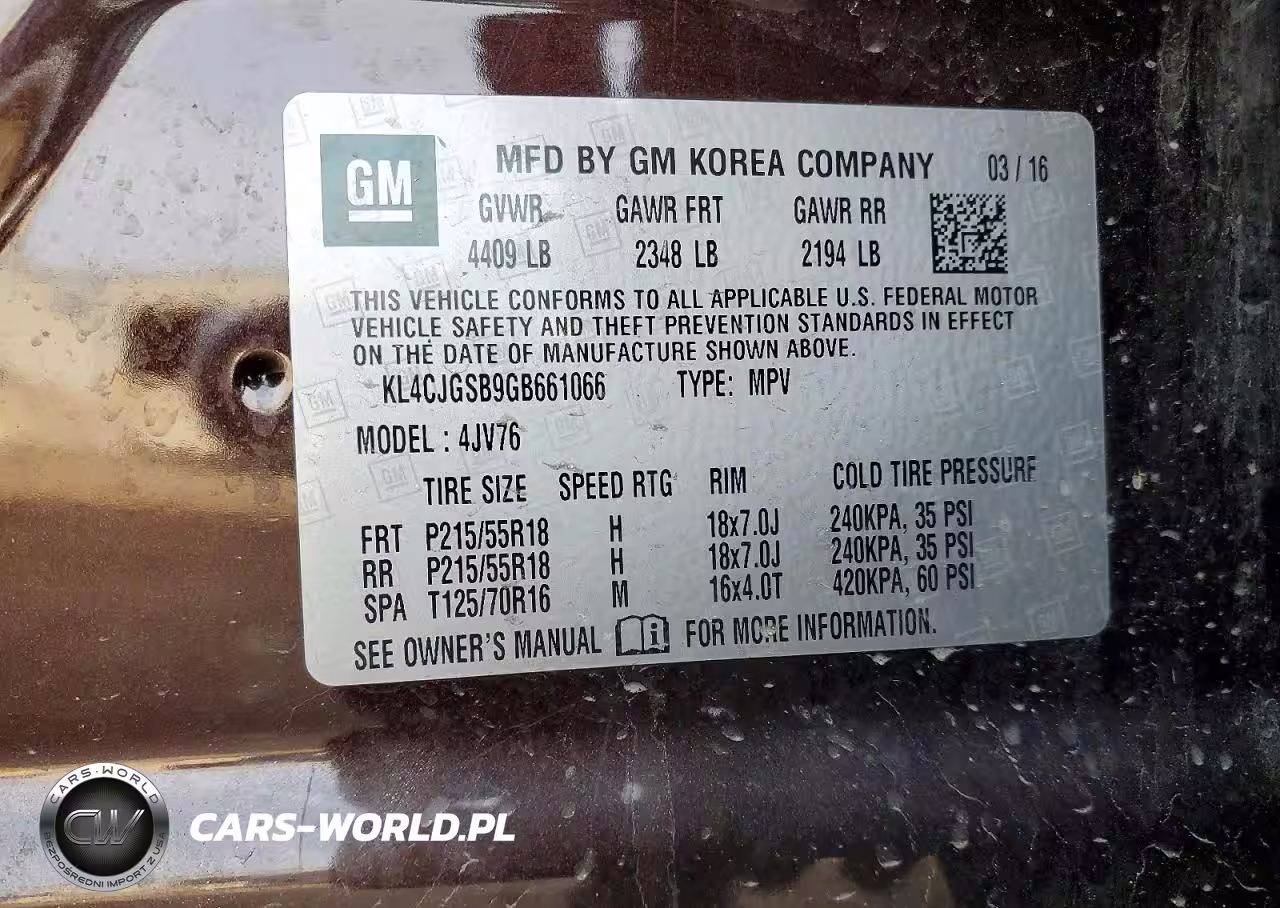 GM
MFD BY GM KOREA COMPANY 03 / 16
GVWR GAWR FRT GAWR RR
4409 LB 2348 LB 2194 LB
THIS VEHICLE CONFORMS TO ALL APPLICABLE U.S. FEDERAL MOTOR
VEHICLE SAFETY AND THEFT PREVENTION STANDARDS IN EFFECT
ON THE DATE OF MANUFACTURE SHOWN ABOVE.
KL4CJGSB9GB661066 TYPE: MPV
MODEL : 4JV76
TIRE SIZE SPEED RTG RIM COLD TIRE PRESSURE
FRT P215/55R18 H 18x7.0J 240KPA, 35 PSI
RR P215/55R18 H 18x7.0J 240KPA, 35 PSI
SPA T125/70R16 M 16x4.0T 420KPA, 60 PSI
SEE OWNER'S MANUAL FOR MORE INFORMATION.
CARS-WORLD
CW
BEZPOŚREDNI IMPORT Z USA
CARS-WORLD.PL